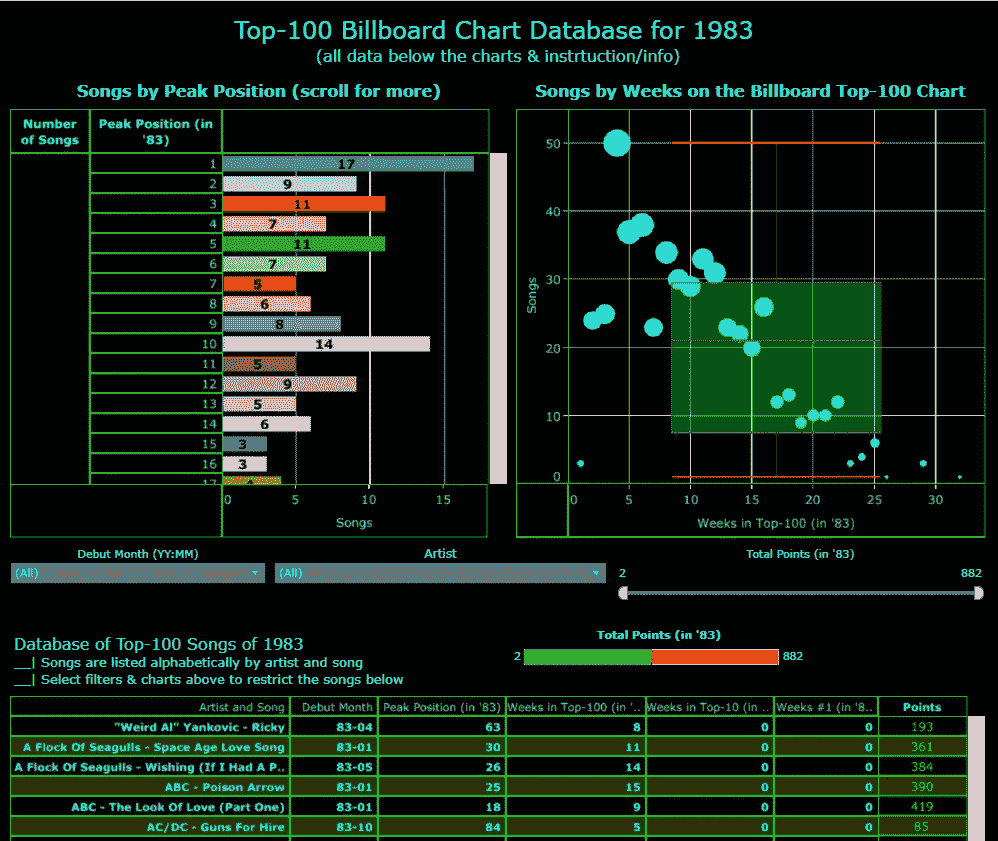 Top-100 Billboard Chart Database for 1983
(all data below the charts & instrtuction/info)
Songs by Peak Position (scroll for more)
Number of Songs
Peak Position (in '83)
1 17
2 9
3 11
4 7
5 11
6 7
7 5
8 6
9 8
10 14
11 5
12 9
13 5
14 6
15 3
16 3
17
0 5 10 15
Songs
Songs by Weeks on the Billboard Top-100 Chart
50
40
30
20
10
0
Songs
0 5 10 15 20 25 30
Weeks in Top-100 (in '83)
Debut Month (YY:MM)
(All)
Artist
(All)
Total Points (in '83)
2 882
Database of Top-100 Songs of 1983
__| Songs are listed alphabetically by artist and song
__| Select filters & charts above to restrict the songs below
Total Points (in '83)
2 882
Artist and Song Debut Month Peak Position (in '83) Weeks in Top-100 (in '.. Weeks in Top-10 (in .. Weeks #1 (in '8.. Points
"Weird Al" Yankovic - Ricky 83-04 63 8 0 0 193
A Flock Of Seagulls - Space Age Love Song 83-01 30 11 0 0 361
A Flock Of Seagulls - Wishing (If I Had A P.. 83-05 26 14 0 0 384
ABC - Poison Arrow 83-01 25 15 0 0 390
ABC - The Look Of Love (Part One) 83-01 18 9 0 0 419
AC/DC - Guns For Hire 83-10 84 5 0 0 85